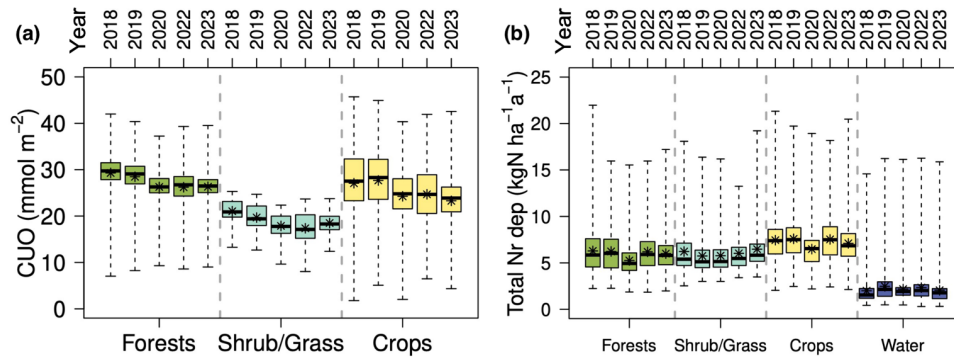 (a)
Year
2018 2019 2020 2022 2023 2018 2019 2020 2022 2023 2018 2019 2020 2022 2023
CUO (mmol m⁻²)
50
40
30
20
10
0
Forests Shrub/Grass Crops
(b)
Year
2018 2019 2020 2022 2023 2018 2019 2020 2022 2023 2018 2019 2020 2022 2023 2018 2019 2020 2022 2023
Total Nr dep (kgN ha⁻¹a⁻¹)
25
20
15
10
5
0
Forests Shrub/Grass Crops Water